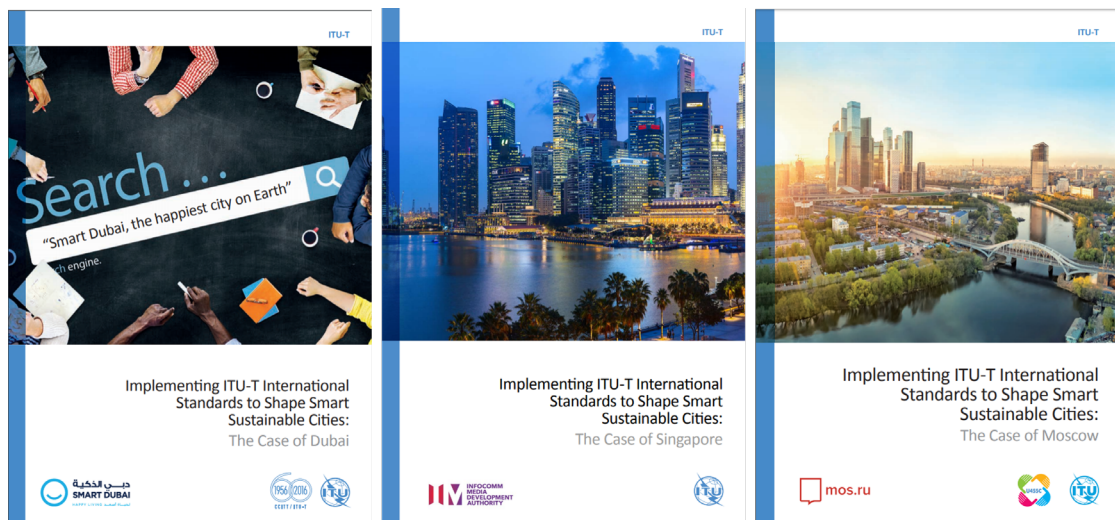 ITU-T
Search ...
"Smart Dubai, the happiest city on Earth"
engine.
Implementing ITU-T International
Standards to Shape Smart
Sustainable Cities:
The Case of Dubai
دبي الذكية
SMART DUBAI
1956 2016
CCITT / ITU-T
ITU
ITU-T
Implementing ITU-T International
Standards to Shape Smart
Sustainable Cities:
The Case of Singapore
INFOCOMM
MEDIA
DEVELOPMENT
AUTHORITY
ITU
ITU-T
Implementing ITU-T International
Standards to Shape Smart
Sustainable Cities:
The Case of Moscow
mos.ru
U4SSC
ITU